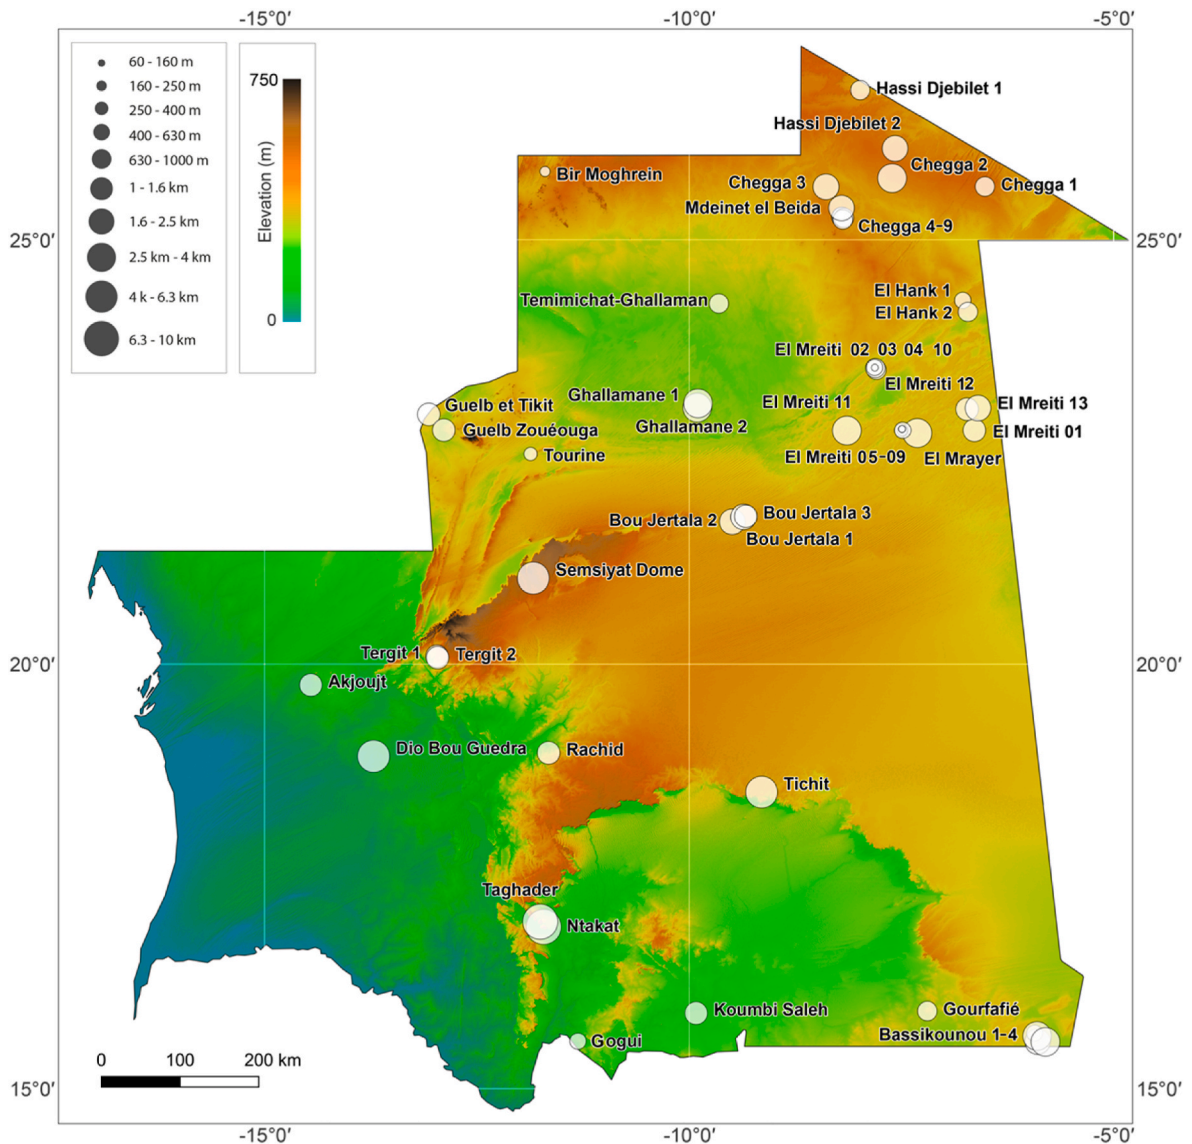 -15°0′
-10°0′
-5°0′
60 - 160 m
160 - 250 m
250 - 400 m
400 - 630 m
630 - 1000 m
1 - 1.6 km
1.6 - 2.5 km
2.5 km - 4 km
4 k - 6.3 km
6.3 - 10 km
750
Elevation (m)
0
Hassi Djebilet 1
Hassi Djebilet 2
Chegga 2
Bir Moghrein
Chegga 3
Chegga 1
Mdeinet el Beida
Chegga 4-9
25°0′
25°0′
El Hank 1
Temimichat-Ghallaman
El Hank 2
El Mreiti 02 03 04 10
El Mreiti 12
Ghallamane 1
El Mreiti 11
El Mreiti 13
Guelb et Tikit
Ghallamane 2
El Mreiti 01
Guelb Zouéouga
Tourine
El Mreiti 05-09
El Mrayer
Bou Jertala 2
Bou Jertala 3
Bou Jertala 1
Semsiyat Dome
Tergit 1
Tergit 2
20°0′
20°0′
Akjoujt
Dio Bou Guedra
Rachid
Tichit
Taghader
Ntakat
Koumbi Saleh
Gourfafié
Bassikounou 1-4
Gogui
0
100
200 km
15°0′
15°0′
-15°0′
-10°0′
-5°0′